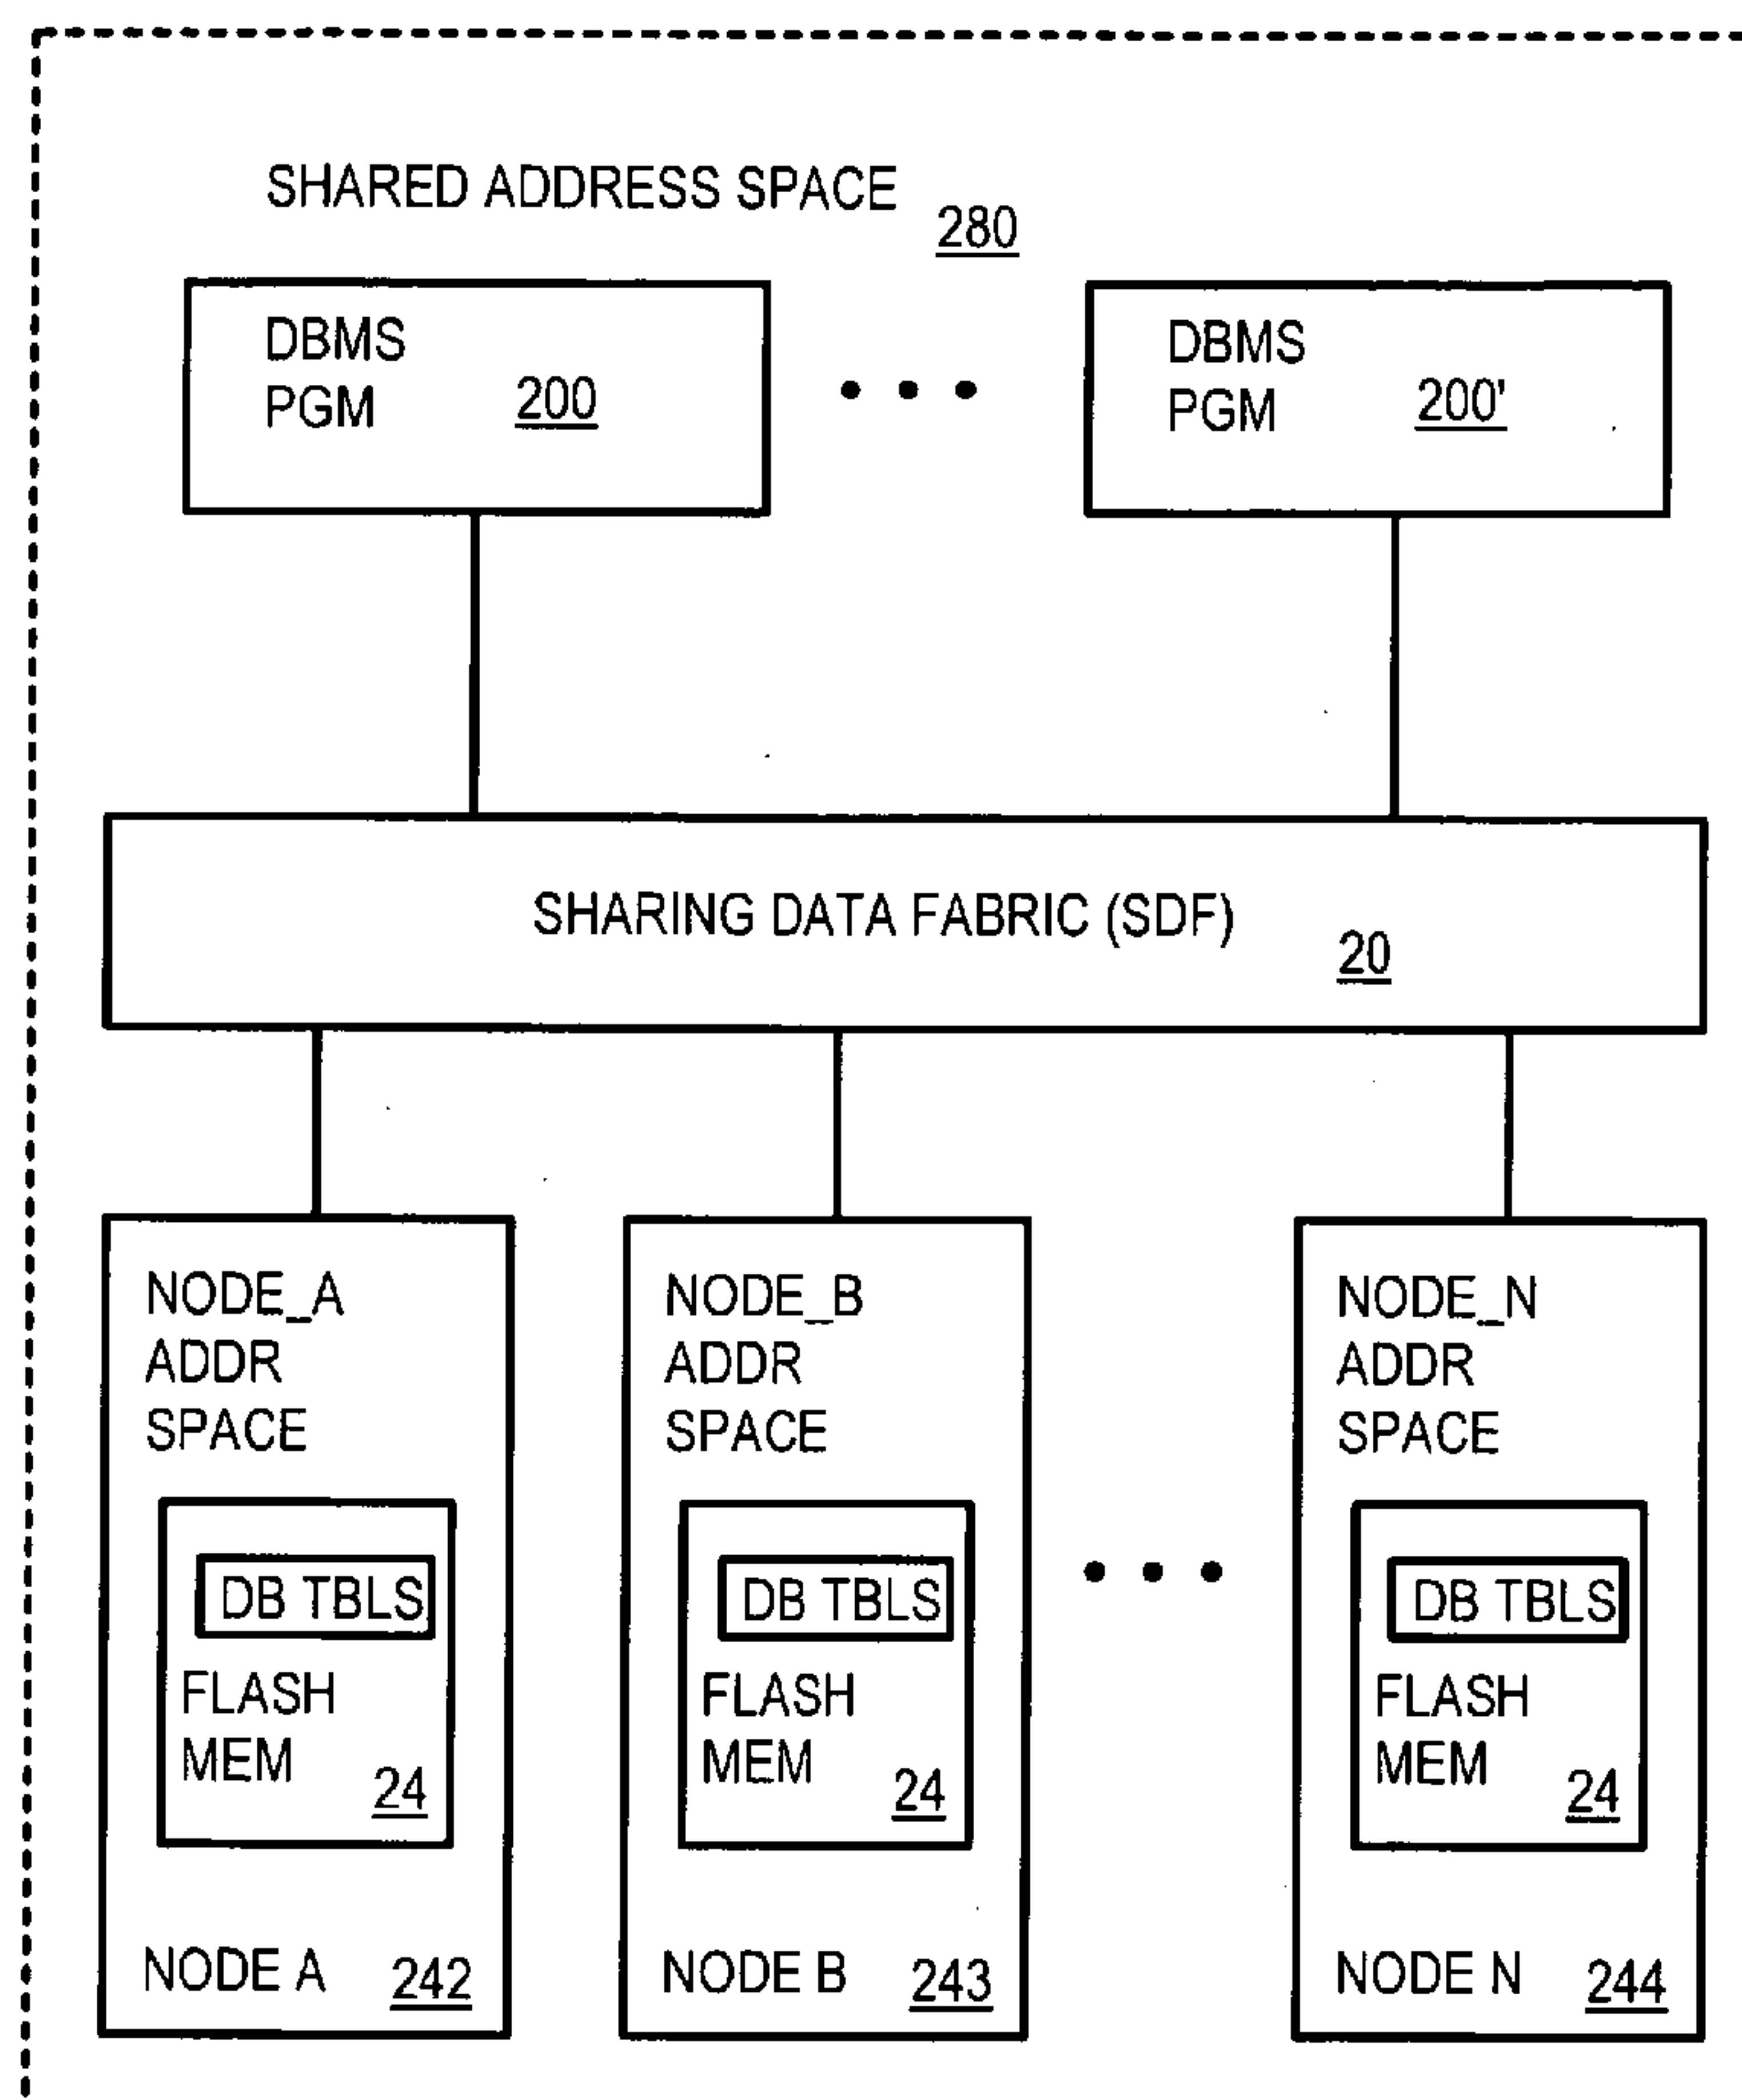 SHARED ADDRESS SPACE
280
DBMS
PGM
200
DBMS
PGM
200'
SHARING DATA FABRIC (SDF)
20
NODE_A
ADDR
SPACE
DB TBLS
FLASH
MEM
24
NODE A
242
NODE_B
ADDR
SPACE
DB TBLS
FLASH
MEM
24
NODE B
243
NODE_N
ADDR
SPACE
DB TBLS
FLASH
MEM
24
NODE N
244